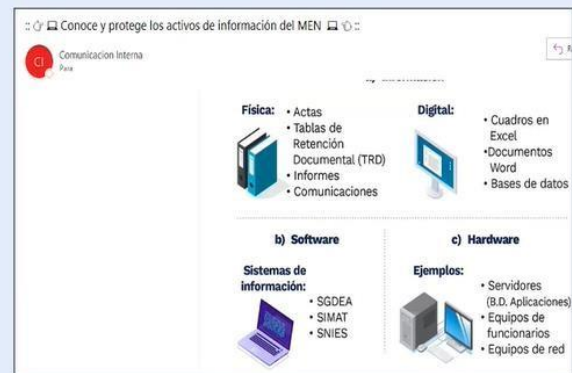 :: Conoce y protege los activos de información del MEN ::
CI
Comunicacion Interna
Para
R
Física:
• Actas
• Tablas de
Retención
Documental (TRD)
• Informes
• Comunicaciones
Digital:
• Cuadros en
Excel
•Documentos
Word
• Bases de datos
b) Software
Sistemas de
información:
• SGDEA
• SIMAT
• SNIES
c) Hardware
Ejemplos:
• Servidores
(B.D. Aplicaciones)
• Equipos de
funcionarios
• Equipos de red